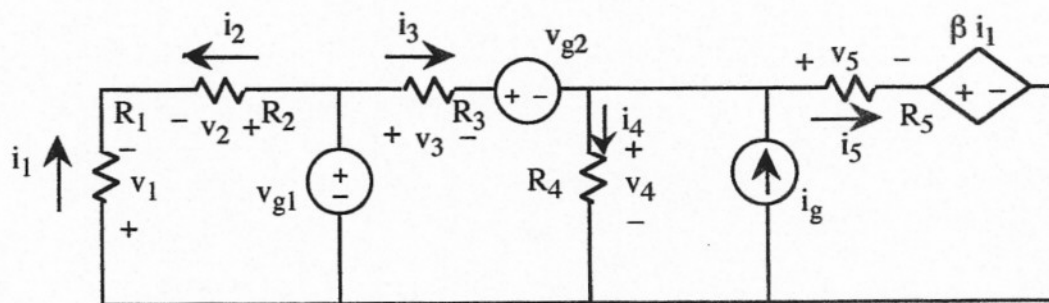 i2
i3
vg2
β i1
+ v5 −
+ −
+ −
R1
− v2 +
R2
+ v3 −
R3
i4
i5
R5
i1
−
v1
+
vg1
+
−
R4
+
v4
−
ig